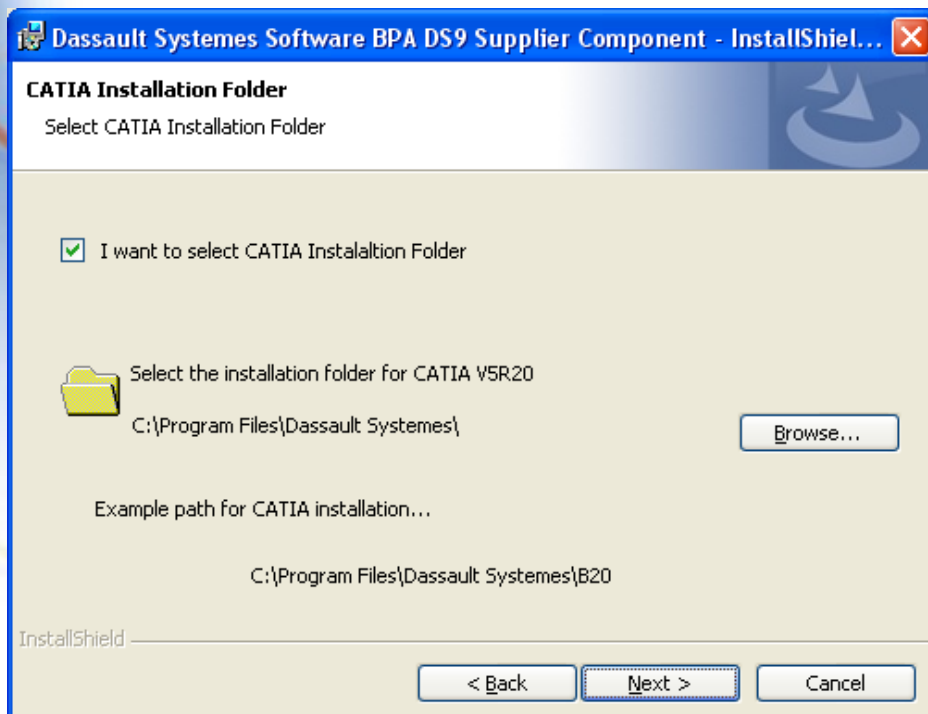 Dassault Systemes Software BPA DS9 Supplier Component - InstallShiel...
CATIA Installation Folder
Select CATIA Installation Folder
I want to select CATIA Instalaltion Folder
Select the installation folder for CATIA V5R20
C:\Program Files\Dassault Systemes\
Browse...
Example path for CATIA installation...
C:\Program Files\Dassault Systemes\B20
InstallShield
< Back
Next >
Cancel